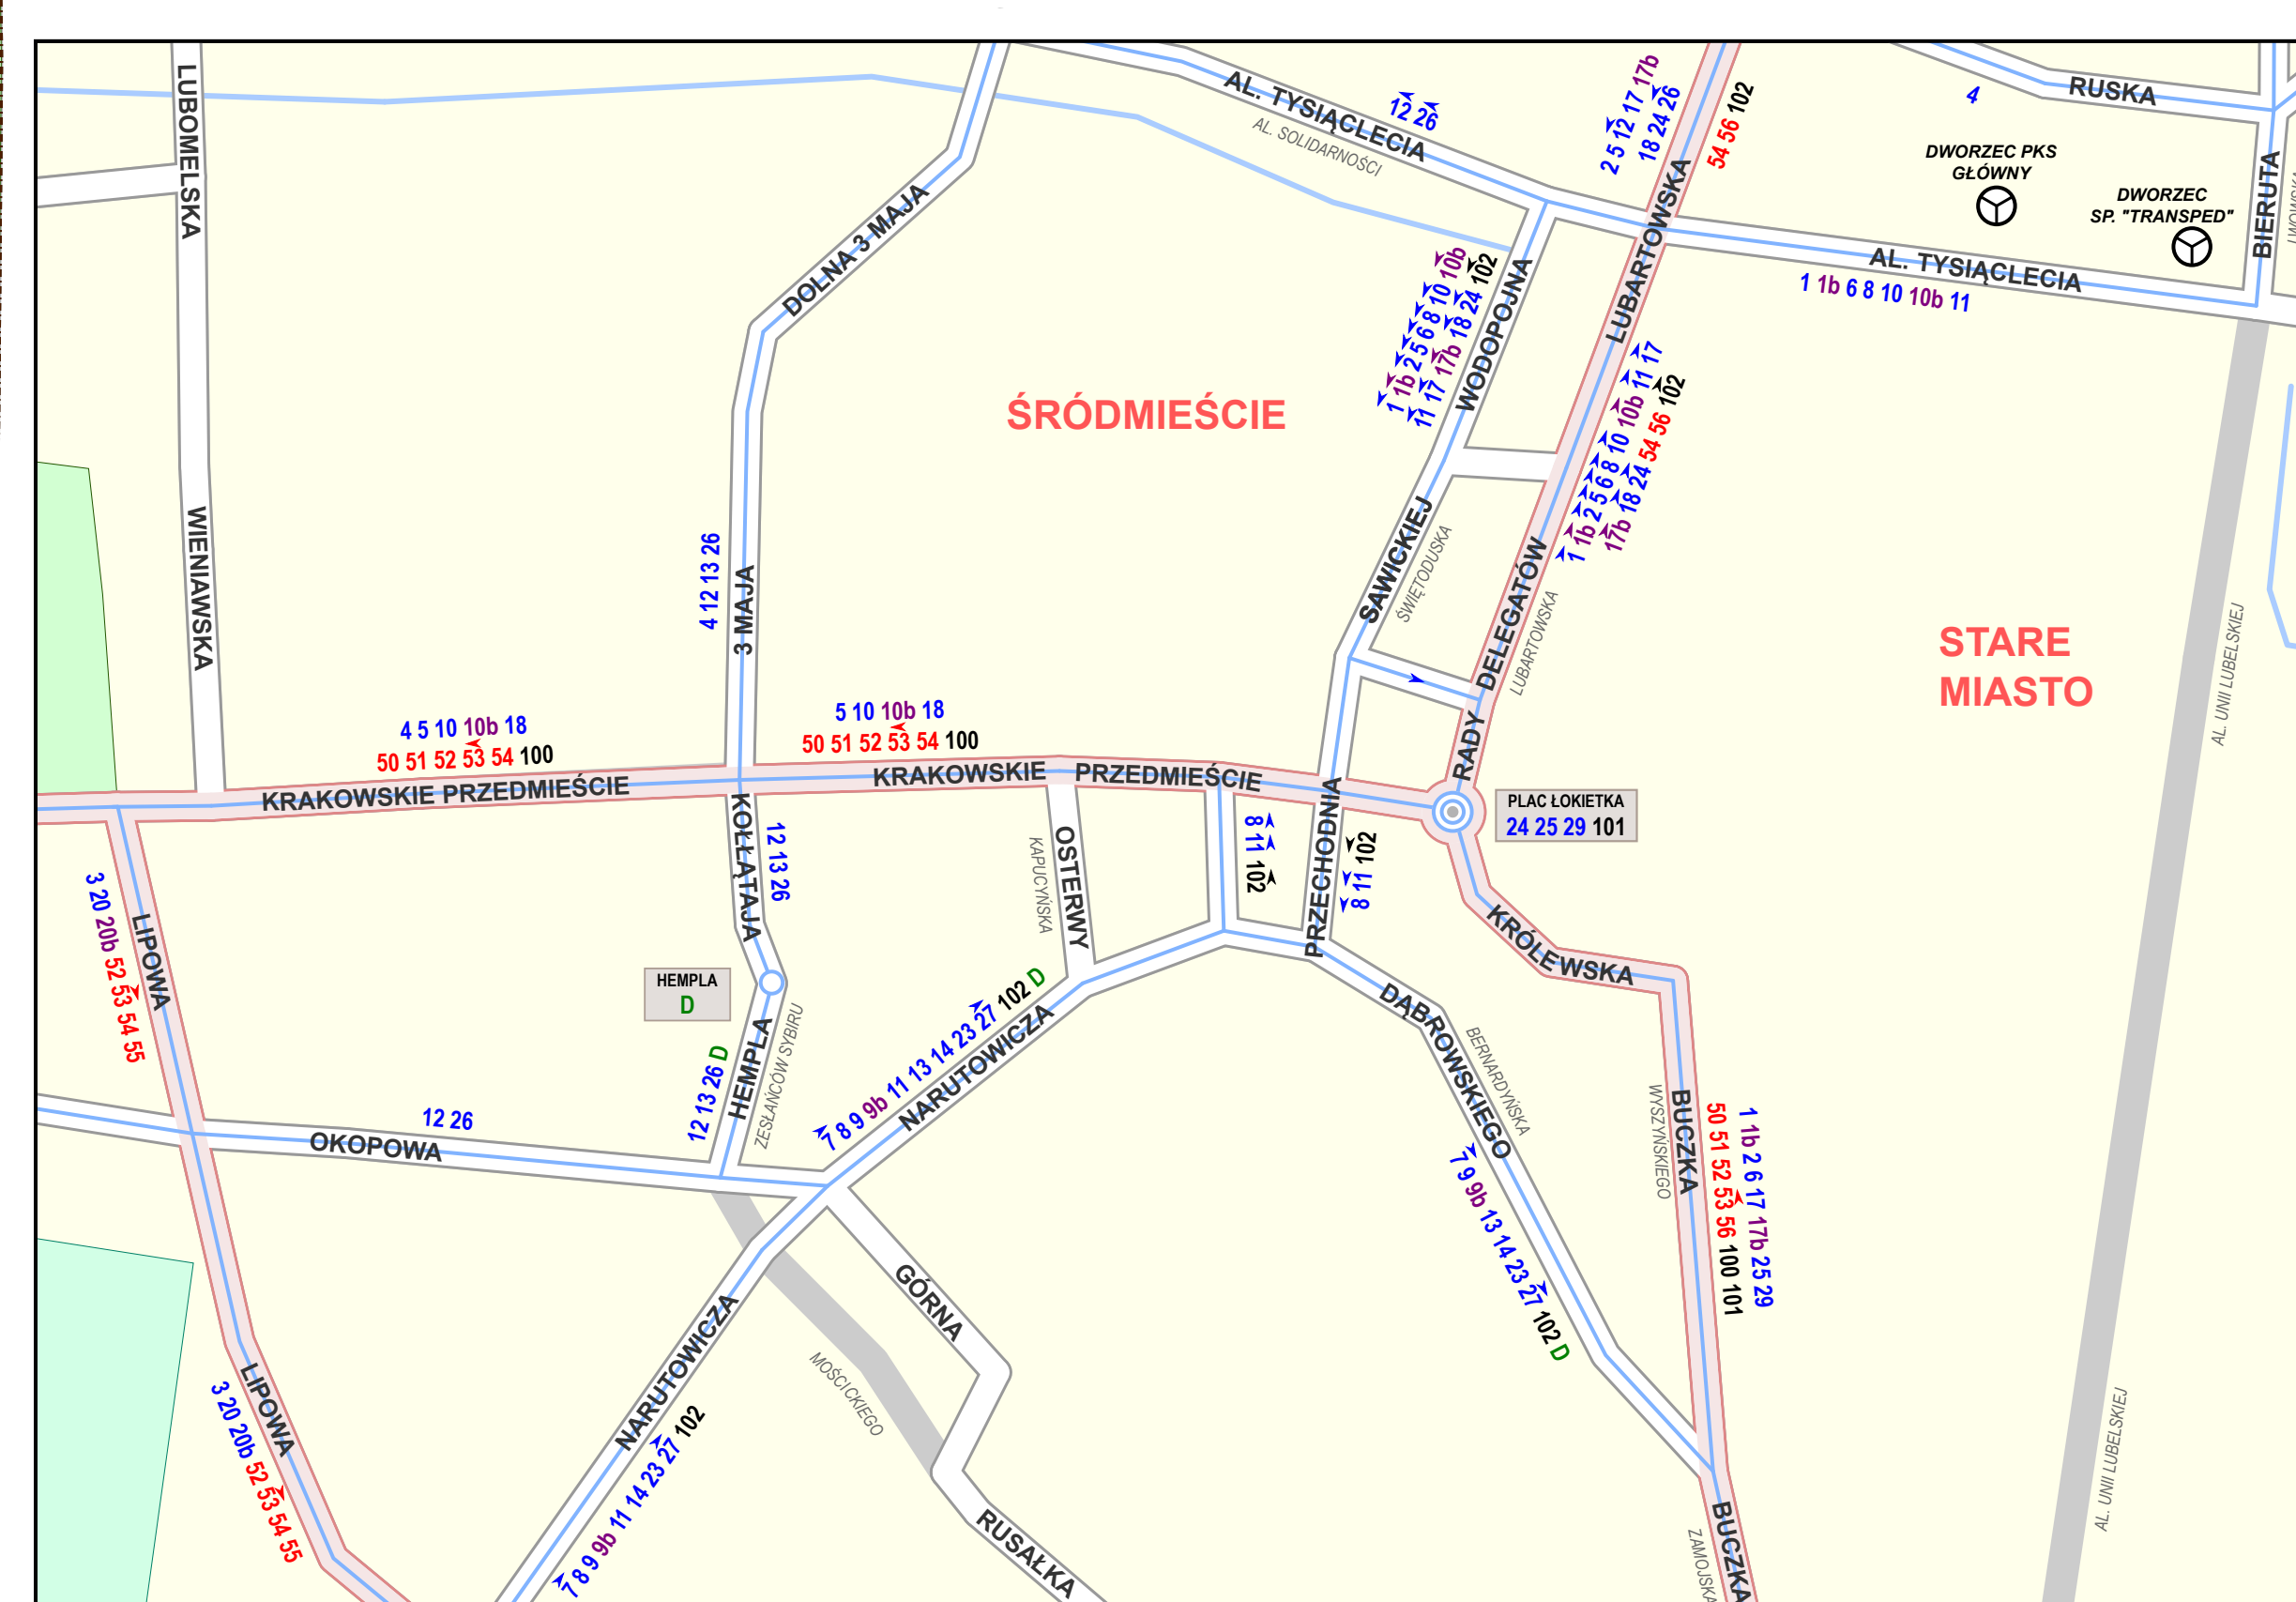 LUBOMELSKA
AL. TYSIĄCLECIA
AL. SOLIDARNOŚCI
12 26
2 5 12 17 17b
18 24 26
54 56 102
LUBARTOWSKA
4
RUSKA
DWORZEC PKS
GŁÓWNY
DWORZEC
SP. "TRANSPED"
BIERUTA
AL. TYSIĄCLECIA
1 1b 6 8 10 10b 11
DOLNA 3 MAJA
1 1b 2 5 6 8 10 10b
11 17 17b 18 24 102
WODOPOJNA
1 1b 2 5 6 8 10 10b 11 17
17b 18 24 54 56 102
ŚRÓDMIEŚCIE
WIENIAWSKA
4 12 13 26
3 MAJA
SAWICKIEJ
ŚWIĘTODUSKA
RADY DELEGATÓW
LUBARTOWSKA
STARE
MIASTO
AL. UNII LUBELSKIEJ
4 5 10 10b 18
50 51 52 53 54 100
KRAKOWSKIE PRZEDMIEŚCIE
5 10 10b 18
50 51 52 53 54 100
KRAKOWSKIE PRZEDMIEŚCIE
PLAC ŁOKIETKA
24 25 29 101
KOŁŁĄTAJA
12 13 26
KAPUCYŃSKA
OSTERWY
8 11 102
PRZECHODNIA
8 11 102
3 20 20b 52 53 54 55
LIPOWA
KRÓLEWSKA
HEMPLA
D
12 13 26 D
HEMPLA
ZESŁAŃCÓW SYBIRU
7 8 9 9b 11 13 14 23 27 102 D
NARUTOWICZA
DĄBROWSKIEGO
BERNARDYŃSKA
7 9 9b 13 14 23 27 102 D
WYSZYŃSKIEGO
BUCZKA
1 1b 2 6 17 17b 25 29
50 51 52 53 56 100 101
12 26
OKOPOWA
GÓRNA
MOŚCICKIEGO
NARUTOWICZA
7 8 9 9b 11 14 23 27 102
LIPOWA
3 20 20b 52 53 54 55
RUSAŁKA
ZAMOJSKA
BUCZKA
AL. UNII LUBELSKIEJ